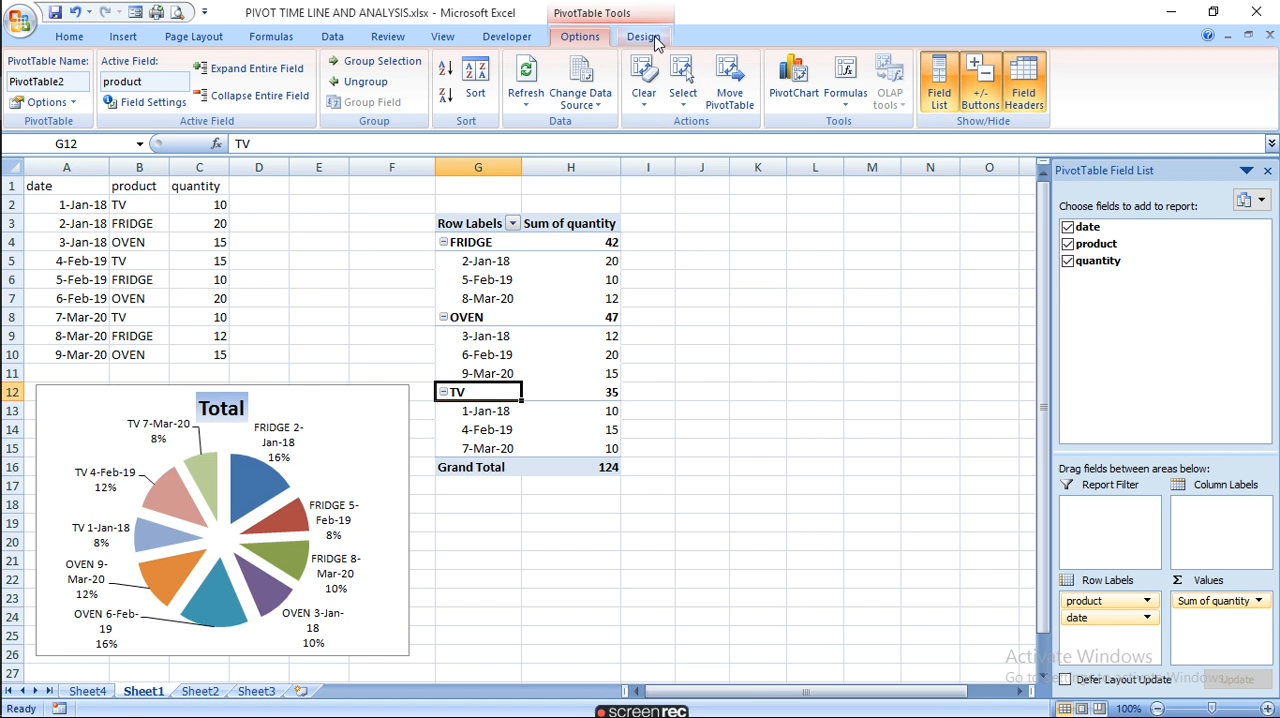 PIVOT TIME LINE AND ANALYSIS.xlsx - Microsoft Excel
PivotTable Tools
Home Insert Page Layout Formulas Data Review View Developer Options Design
PivotTable Name: Active Field:
PivotTable2 product
Options Field Settings
Expand Entire Field
Collapse Entire Field
Group Selection
Ungroup
Group Field
Sort
Refresh Change Data Source
Clear Select Move PivotTable
PivotChart Formulas OLAP tools
Field List +/- Buttons Field Headers
PivotTable Active Field Group Sort Data Actions Tools Show/Hide
G12 fx TV
A B C D E F G H I J K L M N O
1 date product quantity
2 1-Jan-18 TV 10
3 2-Jan-18 FRIDGE 20 Row Labels Sum of quantity
4 3-Jan-18 OVEN 15 FRIDGE 42
5 4-Feb-19 TV 15 2-Jan-18 20
6 5-Feb-19 FRIDGE 10 5-Feb-19 10
7 6-Feb-19 OVEN 20 8-Mar-20 12
8 7-Mar-20 TV 10 OVEN 47
9 8-Mar-20 FRIDGE 12 3-Jan-18 12
10 9-Mar-20 OVEN 15 6-Feb-19 20
11 9-Mar-20 15
12 TV 35
13 1-Jan-18 10
14 4-Feb-19 15
15 7-Mar-20 10
16 Grand Total 124
17
18
19
20
21
22
23
24
25
26
27
Total
TV 7-Mar-20
8%
FRIDGE 2-
Jan-18
16%
TV 4-Feb-19
12%
FRIDGE 5-
Feb-19
8%
TV 1-Jan-18
8%
FRIDGE 8-
Mar-20
10%
OVEN 9-
Mar-20
12%
OVEN 6-Feb-
19
16%
OVEN 3-Jan-
18
10%
PivotTable Field List
Choose fields to add to report:
date
product
quantity
Drag fields between areas below:
Report Filter Column Labels
Row Labels Σ Values
product Sum of quantity
date
Activate Windows
Defer Layout Update Update
Sheet4 Sheet1 Sheet2 Sheet3
Ready 100%
screenrec